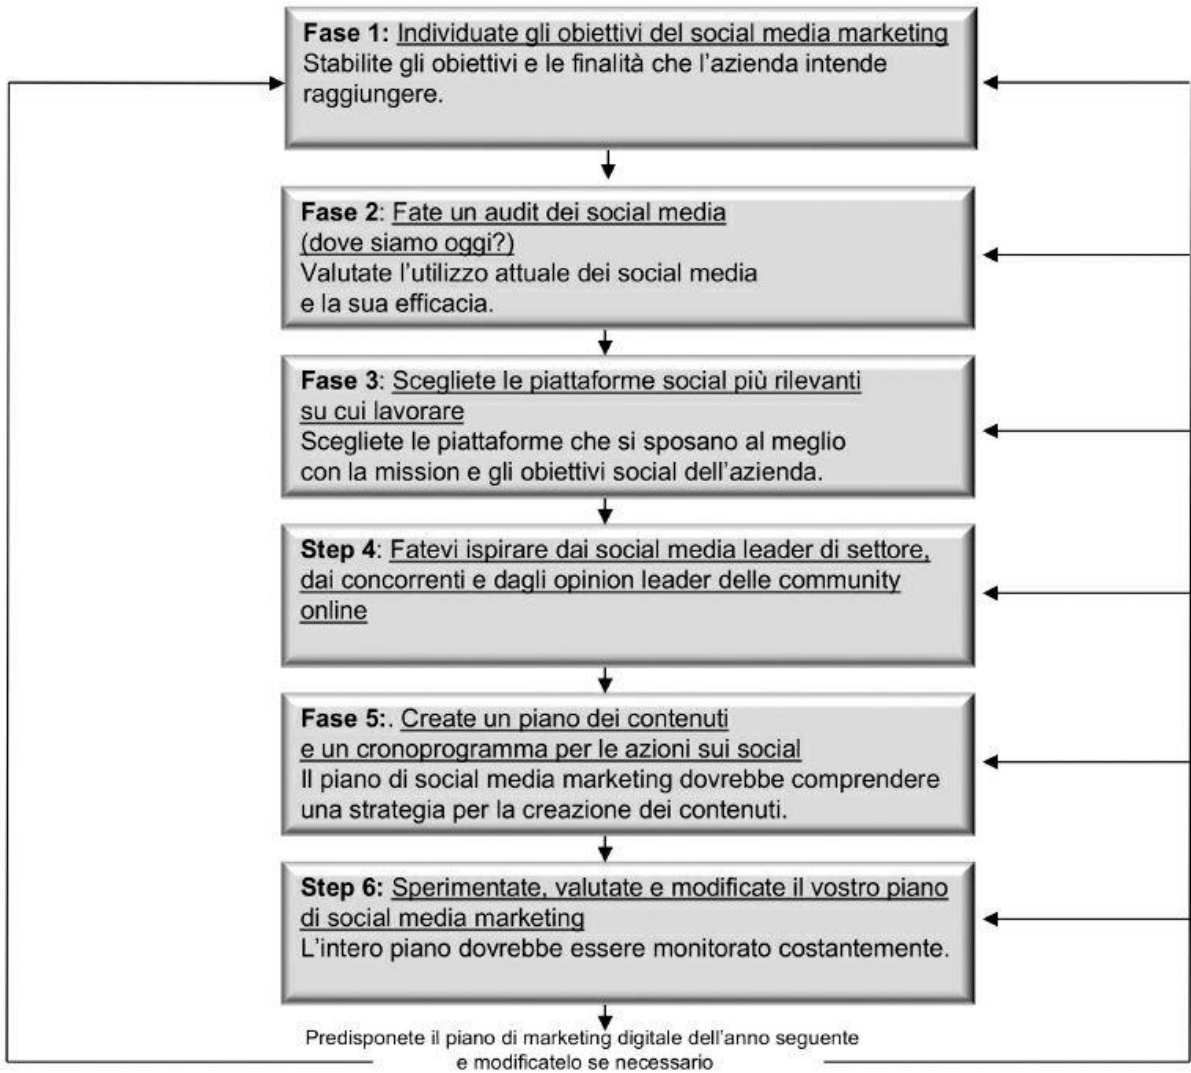 Fase 1: Individuate gli obiettivi del social media marketing
Stabilite gli obiettivi e le finalità che l'azienda intende
raggiungere.
Fase 2: Fate un audit dei social media
(dove siamo oggi?)
Valutate l'utilizzo attuale dei social media
e la sua efficacia.
Fase 3: Scegliete le piattaforme social più rilevanti
su cui lavorare
Scegliete le piattaforme che si sposano al meglio
con la mission e gli obiettivi social dell'azienda.
Step 4: Fatevi ispirare dai social media leader di settore,
dai concorrenti e dagli opinion leader delle community
online
Fase 5:. Create un piano dei contenuti
e un cronoprogramma per le azioni sui social
Il piano di social media marketing dovrebbe comprendere
una strategia per la creazione dei contenuti.
Step 6: Sperimentate, valutate e modificate il vostro piano
di social media marketing
L'intero piano dovrebbe essere monitorato costantemente.
Predisponete il piano di marketing digitale dell'anno seguente
e modificatelo se necessario